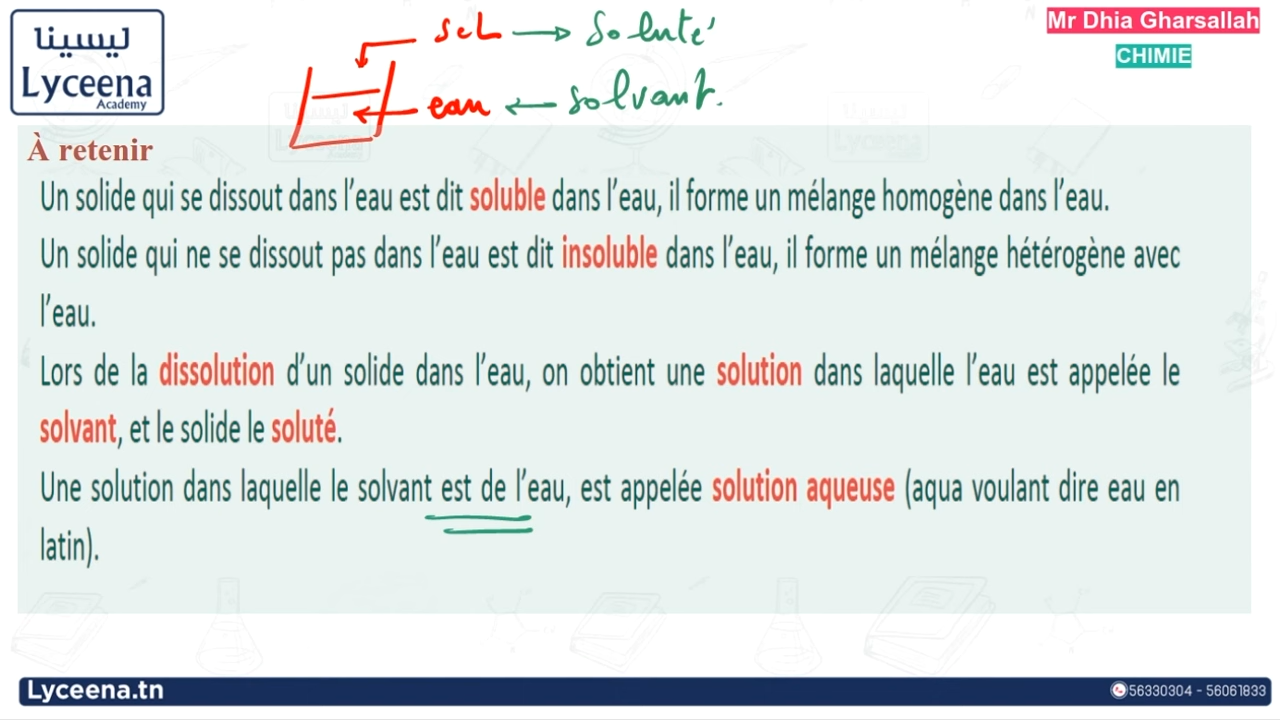 ليسينا
Lyceena
Academy
sel → Soluté
eau ← solvant.
Mr Dhia Gharsallah
CHIMIE
À retenir
Un solide qui se dissout dans l'eau est dit soluble dans l'eau, il forme un mélange homogène dans l'eau.
Un solide qui ne se dissout pas dans l'eau est dit insoluble dans l'eau, il forme un mélange hétérogène avec
l'eau.
Lors de la dissolution d'un solide dans l'eau, on obtient une solution dans laquelle l'eau est appelée le
solvant, et le solide le soluté.
Une solution dans laquelle le solvant est de l'eau, est appelée solution aqueuse (aqua voulant dire eau en
latin).
Lyceena.tn
56330304 - 56061833